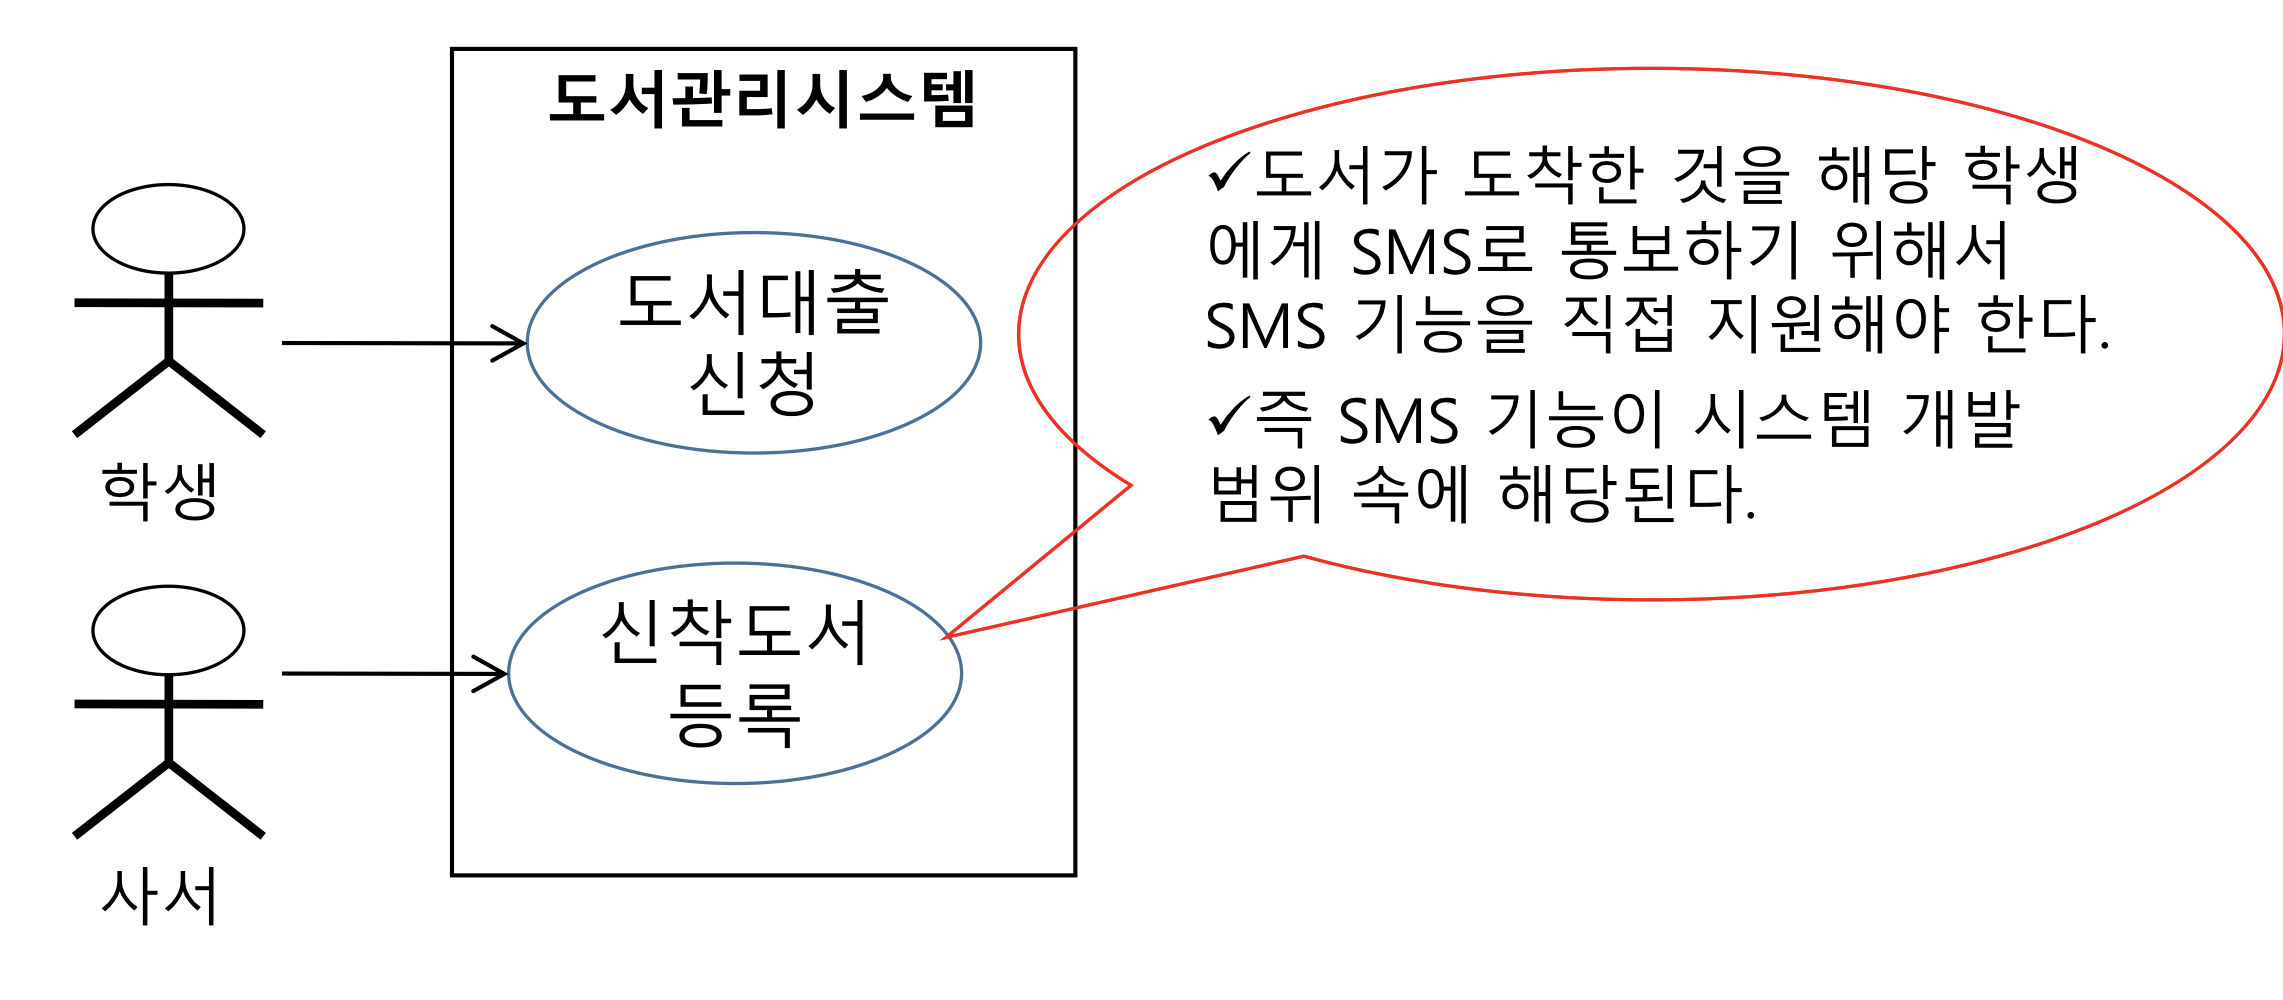 도서관리시스템
도서대출
신청
학생
신착도서
등록
사서
✓도서가 도착한 것을 해당 학생
에게 SMS로 통보하기 위해서
SMS 기능을 직접 지원해야 한다.
✓즉 SMS 기능이 시스템 개발
범위 속에 해당된다.